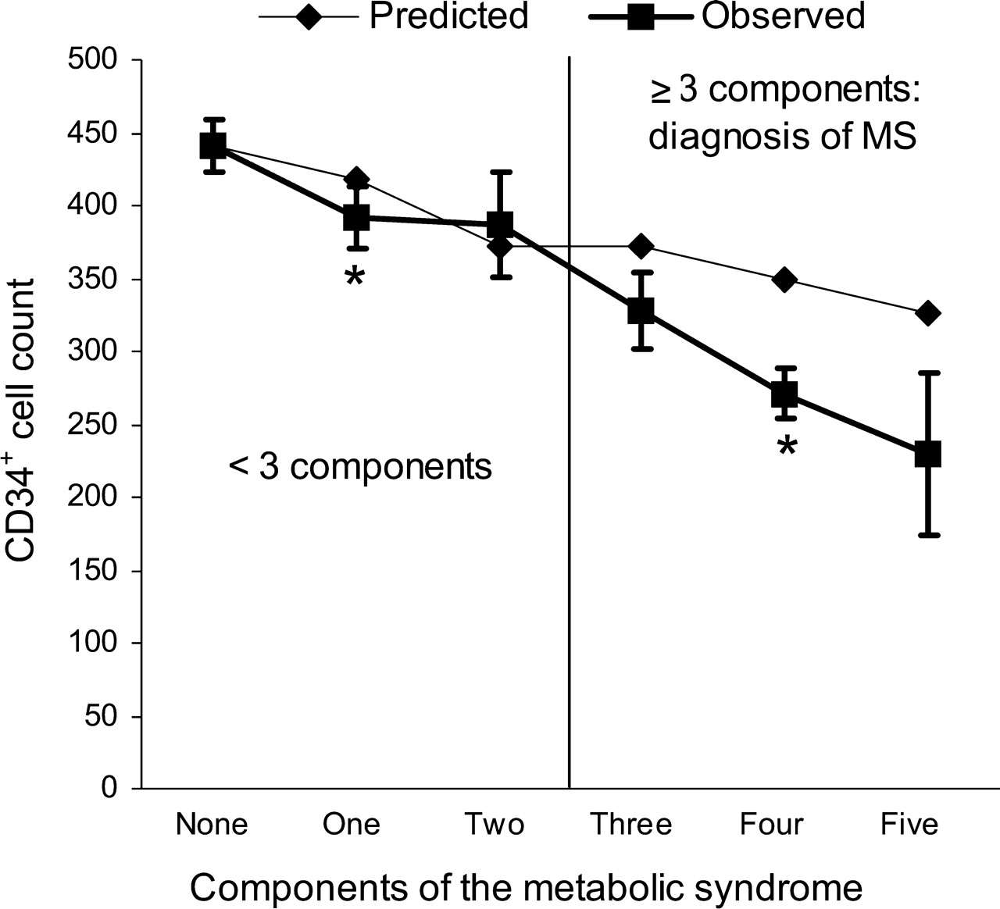 Predicted Observed
500
450
400
350
300
250
200
150
100
50
0
≥ 3 components:
diagnosis of MS
< 3 components
*
*
CD34+ cell count
None One Two Three Four Five
Components of the metabolic syndrome